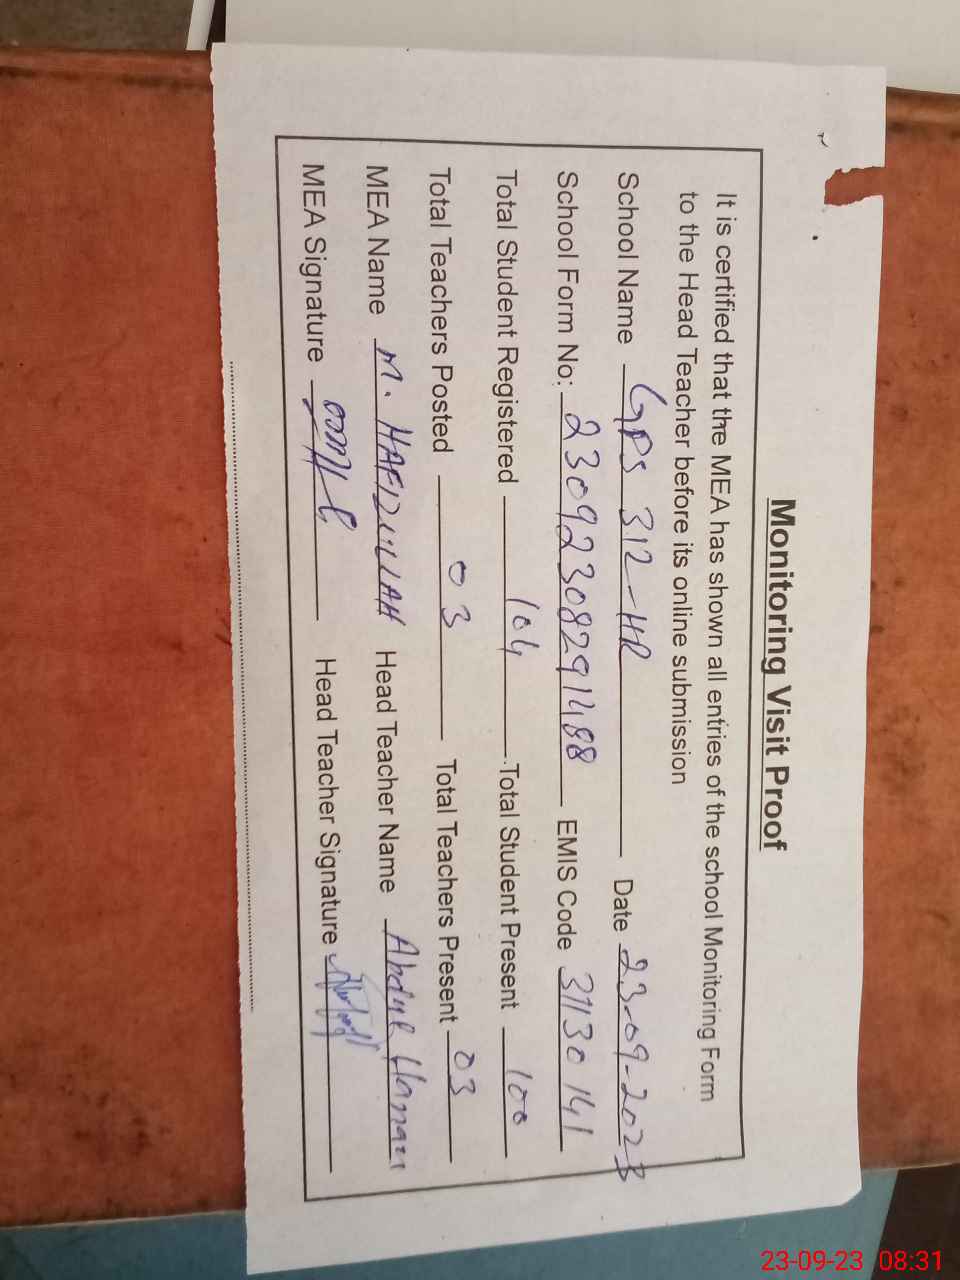 Monitoring Visit Proof
It is certified that the MEA has shown all entries of the school Monitoring Form
to the Head Teacher before its online submission
School Name GPS 312-HR Date 23-09-2023
School Form No: 23092308291488 EMIS Code 31130141
Total Student Registered 104 Total Student Present 100
Total Teachers Posted 03 Total Teachers Present 03
MEA Name M. HAFIZULLAH Head Teacher Name Abdul Hanan
MEA Signature Head Teacher Signature
23-09-23 08:31